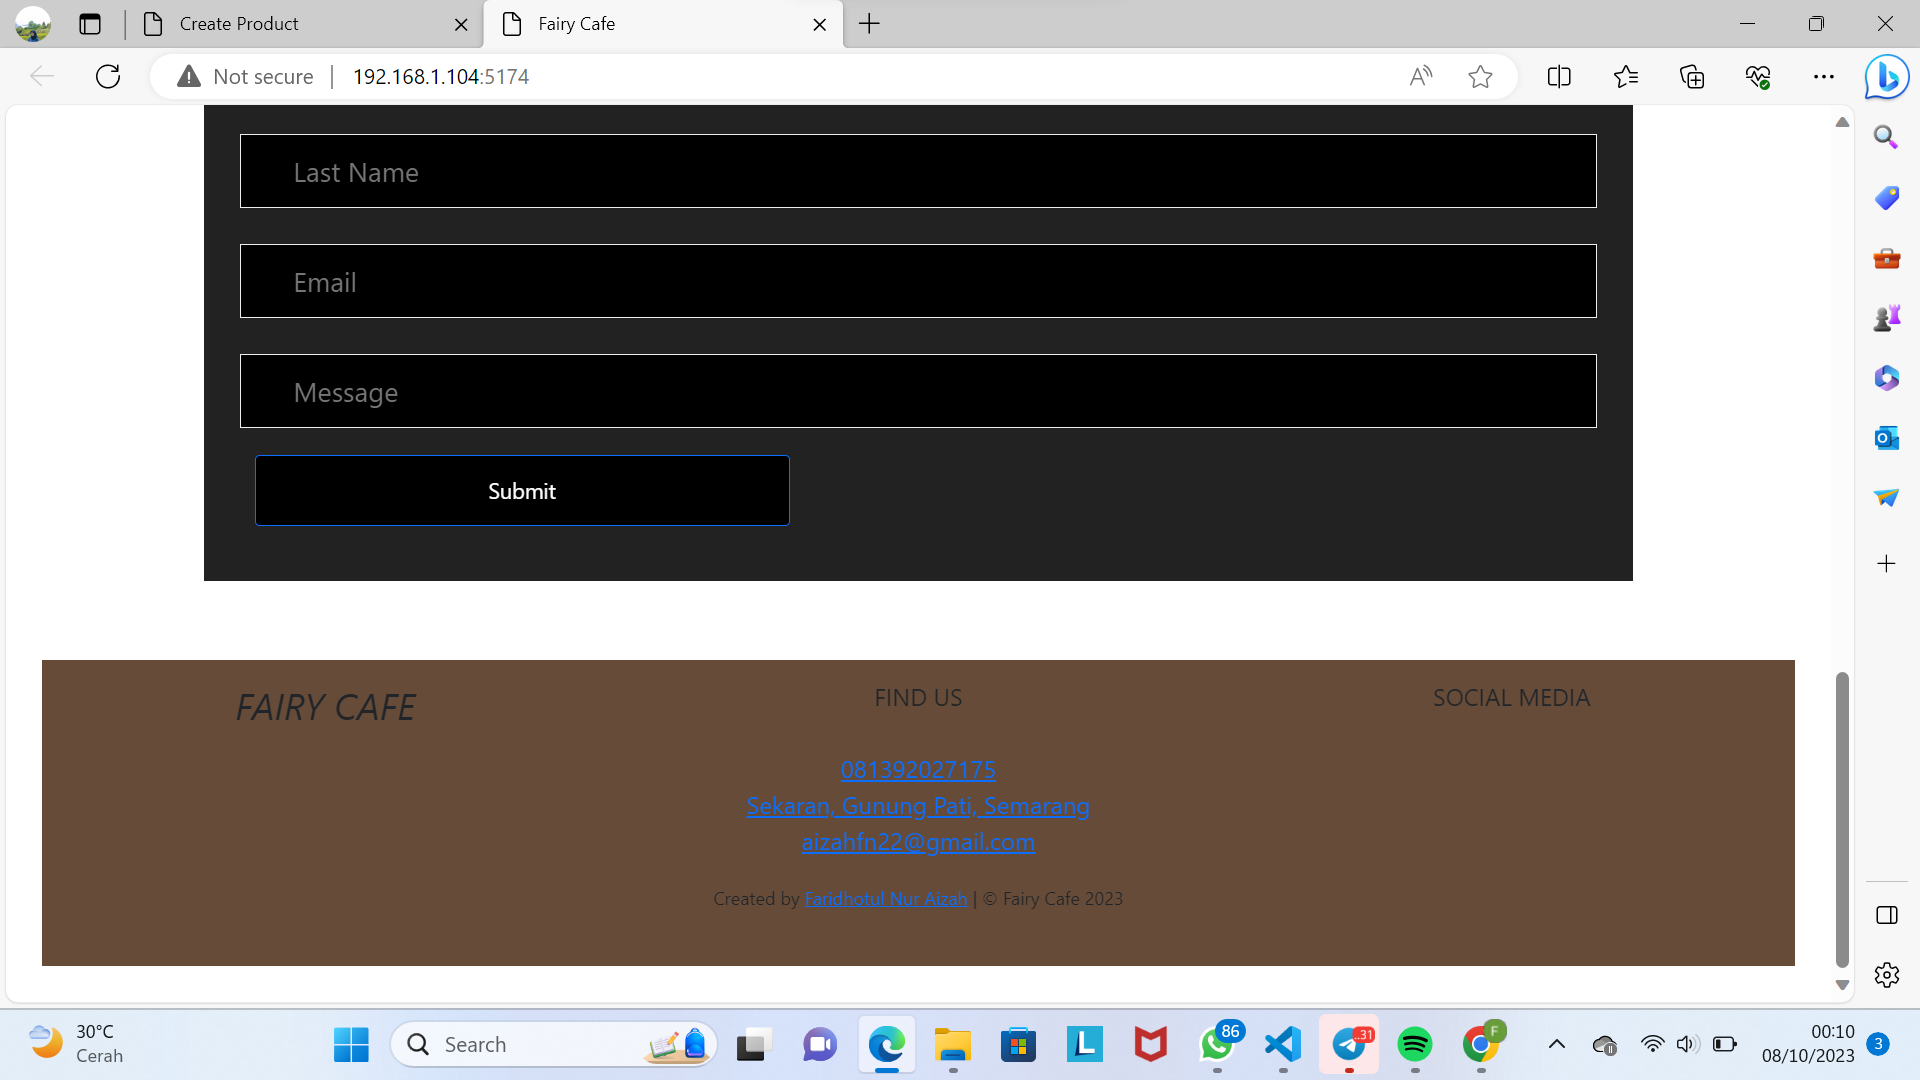 Create Product
Fairy Cafe
Not secure
192.168.1.104:5174
Last Name
Email
Message
Submit
FAIRY CAFE
FIND US
SOCIAL MEDIA
081392027175
Sekaran, Gunung Pati, Semarang
aizahfn22@gmail.com
Created by Faridhotul Nur Aizah | © Fairy Cafe 2023
30°C
Cerah
Search
86
..31
F
00:10
08/10/2023
3